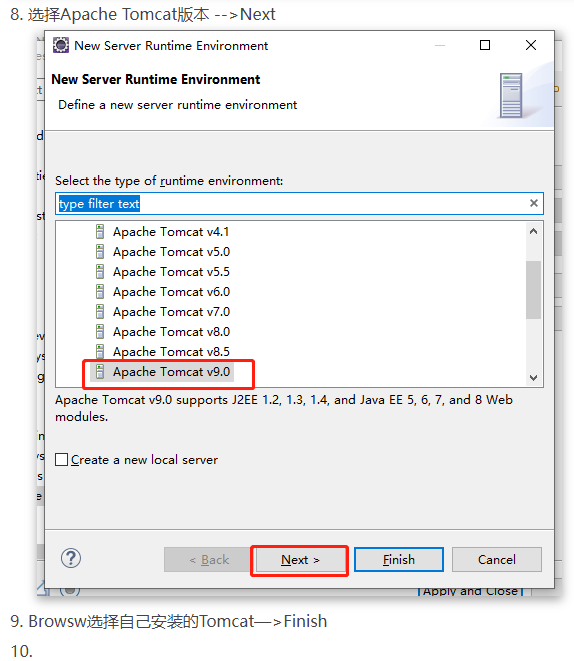 8. 选择Apache Tomcat版本 -->Next
New Server Runtime Environment
New Server Runtime Environment
Define a new server runtime environment
Select the type of runtime environment:
type filter text
Apache Tomcat v4.1
Apache Tomcat v5.0
Apache Tomcat v5.5
Apache Tomcat v6.0
Apache Tomcat v7.0
Apache Tomcat v8.0
Apache Tomcat v8.5
Apache Tomcat v9.0
Apache Tomcat v9.0 supports J2EE 1.2, 1.3, 1.4, and Java EE 5, 6, 7, and 8 Web
modules.
Create a new local server
< Back Next > Finish Cancel
Apply and Close
9. Browsw选择自己安装的Tomcat—>Finish
10.